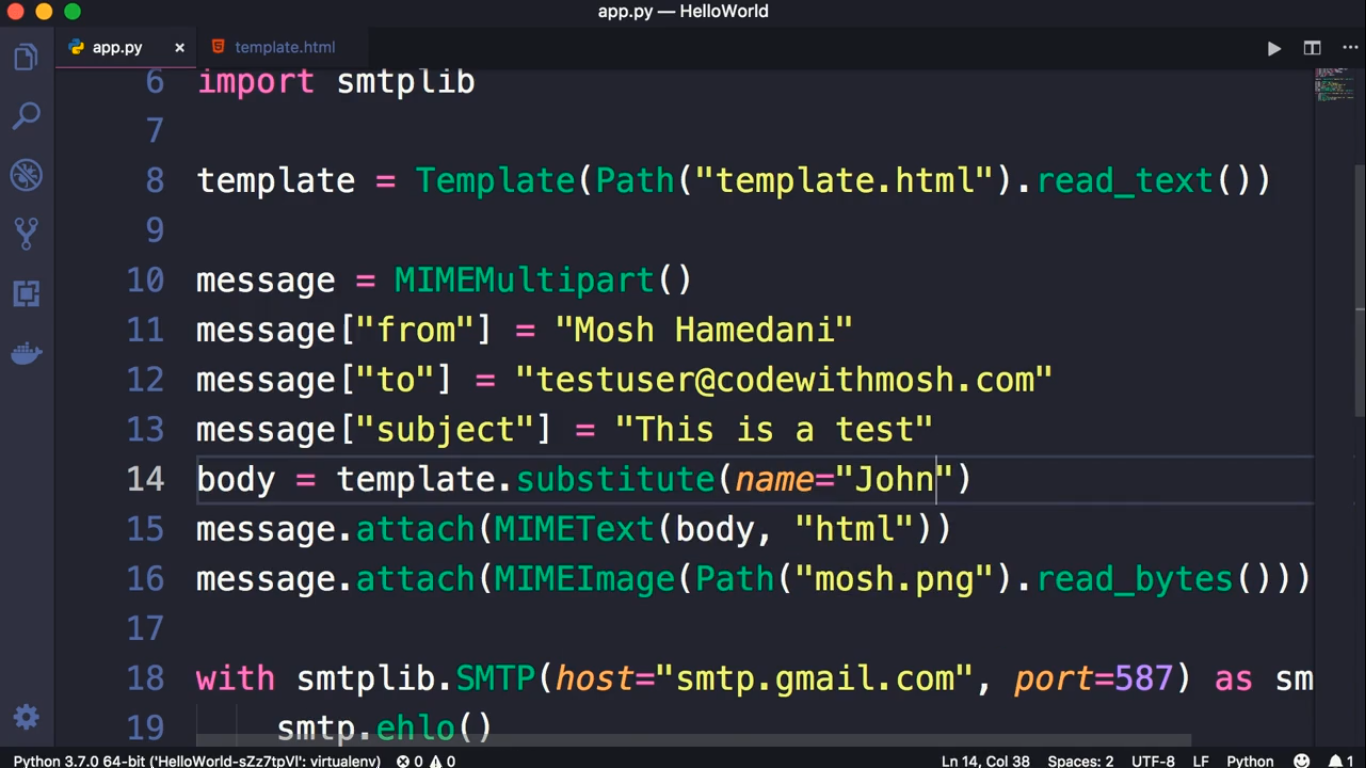 app.py — HelloWorld
app.py × template.html
6 import smtplib
7
8 template = Template(Path("template.html").read_text())
9
10 message = MIMEMultipart()
11 message["from"] = "Mosh Hamedani"
12 message["to"] = "testuser@codewithmosh.com"
13 message["subject"] = "This is a test"
14 body = template.substitute(name="John")
15 message.attach(MIMEText(body, "html"))
16 message.attach(MIMEImage(Path("mosh.png").read_bytes()))
17
18 with smtplib.SMTP(host="smtp.gmail.com", port=587) as sm
19 smtp.ehlo()
Python 3.7.0 64-bit ('HelloWorld-sZz7tpVI': virtualenv) 0 0 Ln 14, Col 38 Spaces: 2 UTF-8 LF Python 1